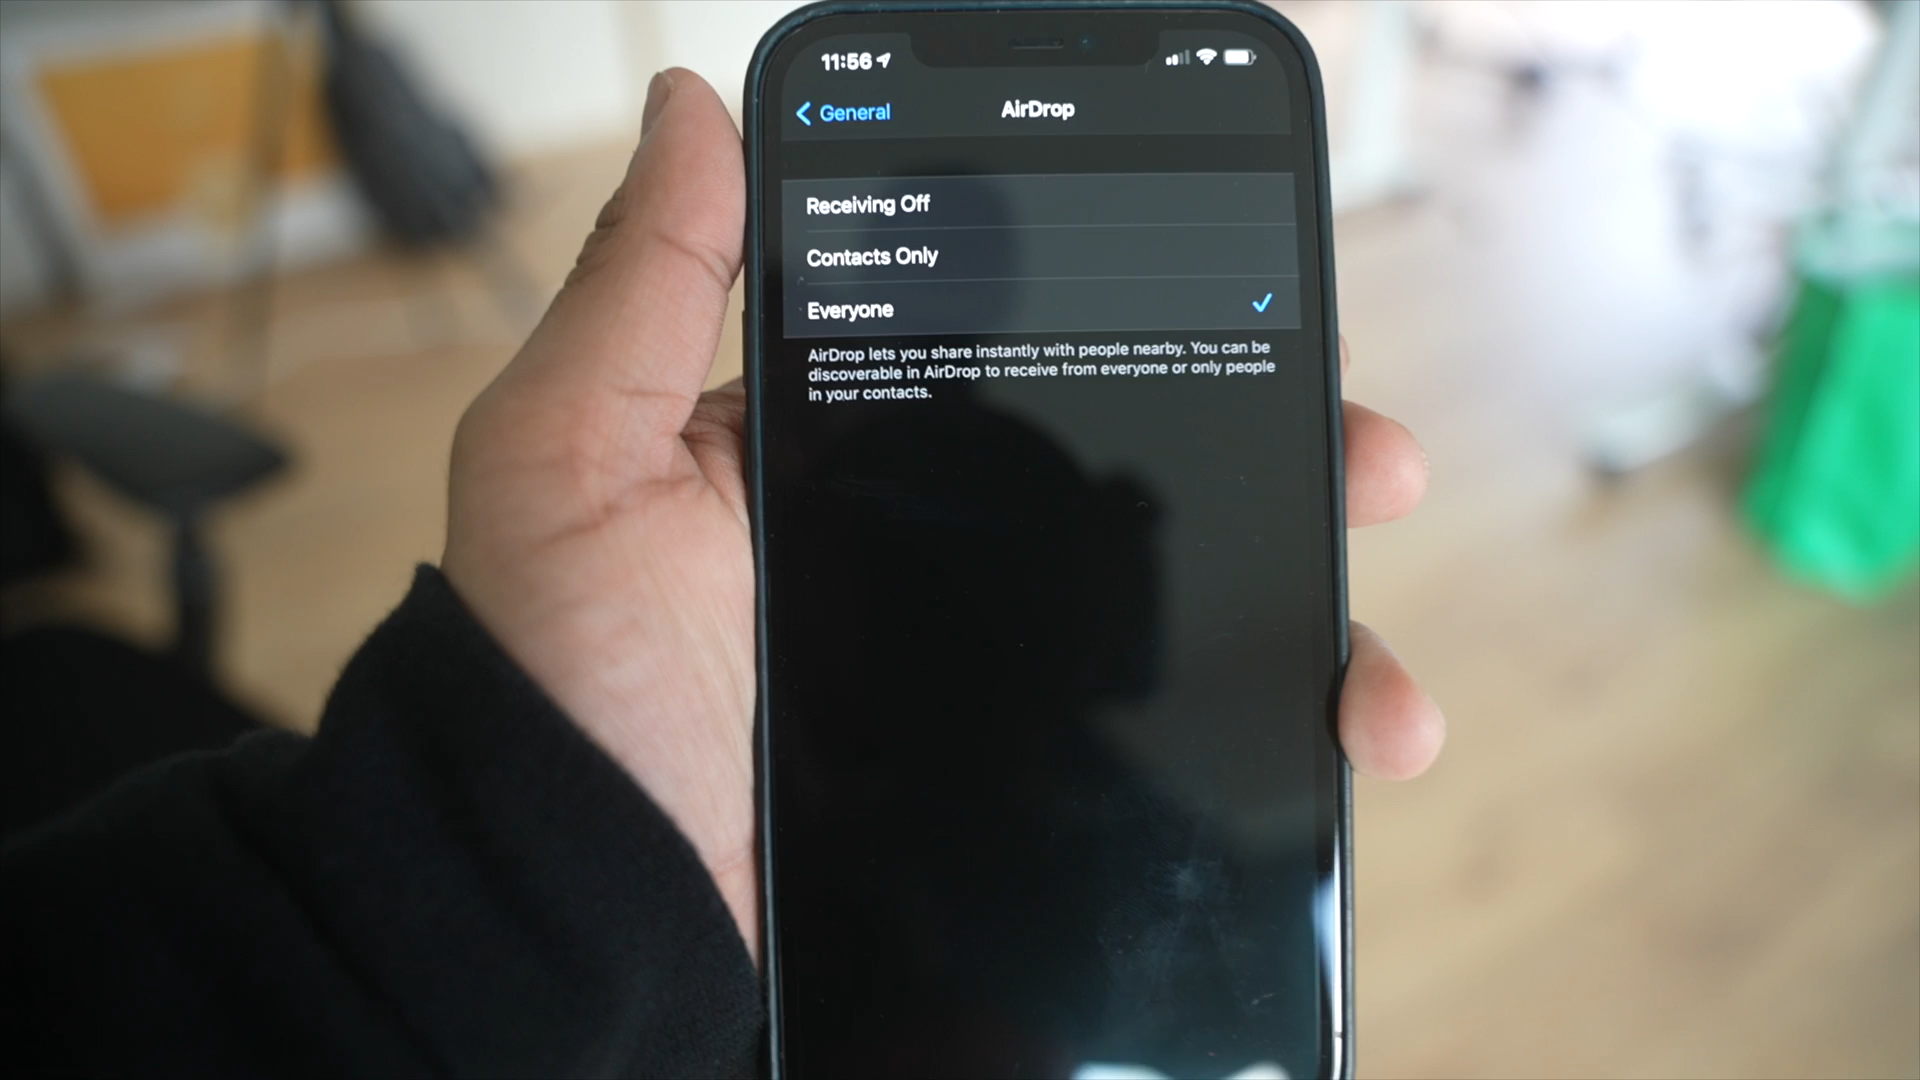 11:56
General
AirDrop
Receiving Off
Contacts Only
Everyone
AirDrop lets you share instantly with people nearby. You can be
discoverable in AirDrop to receive from everyone or only people
in your contacts.